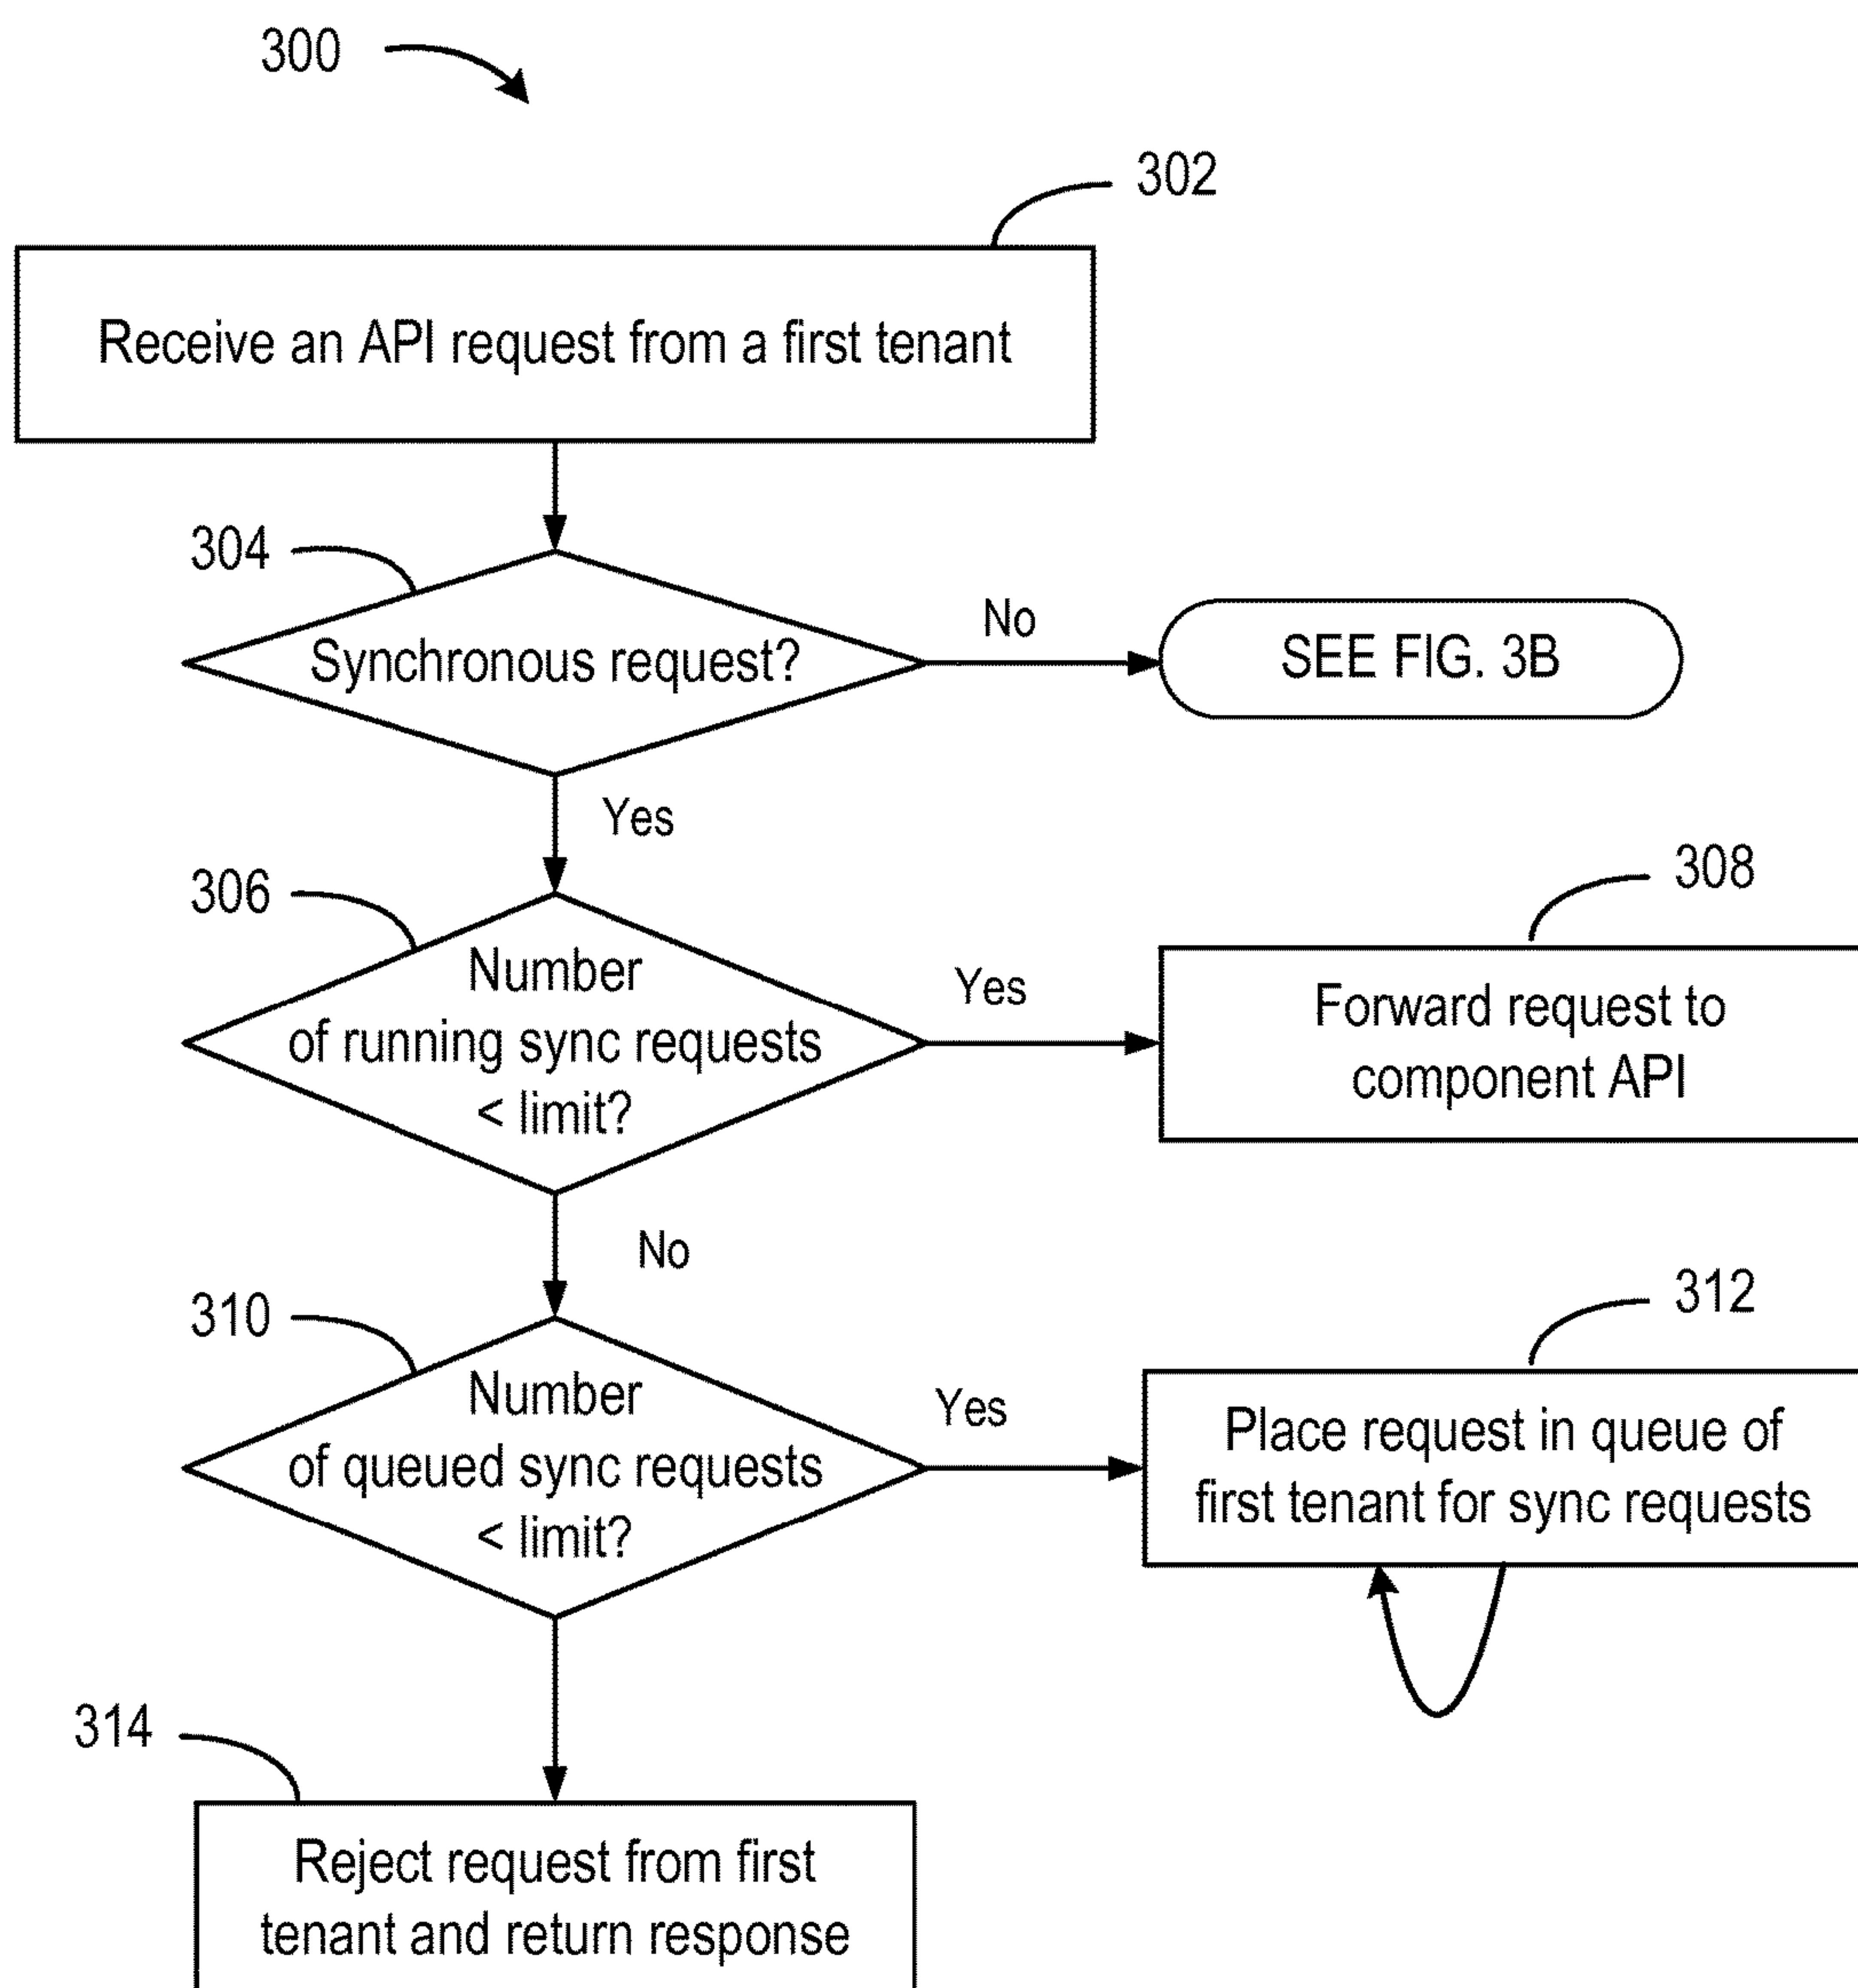 300
302
Receive an API request from a first tenant
304
Synchronous request?
No
SEE FIG. 3B
Yes
306
Number
of running sync requests
< limit?
Yes
308
Forward request to
component API
No
310
Number
of queued sync requests
< limit?
Yes
312
Place request in queue of
first tenant for sync requests
314
Reject request from first
tenant and return response